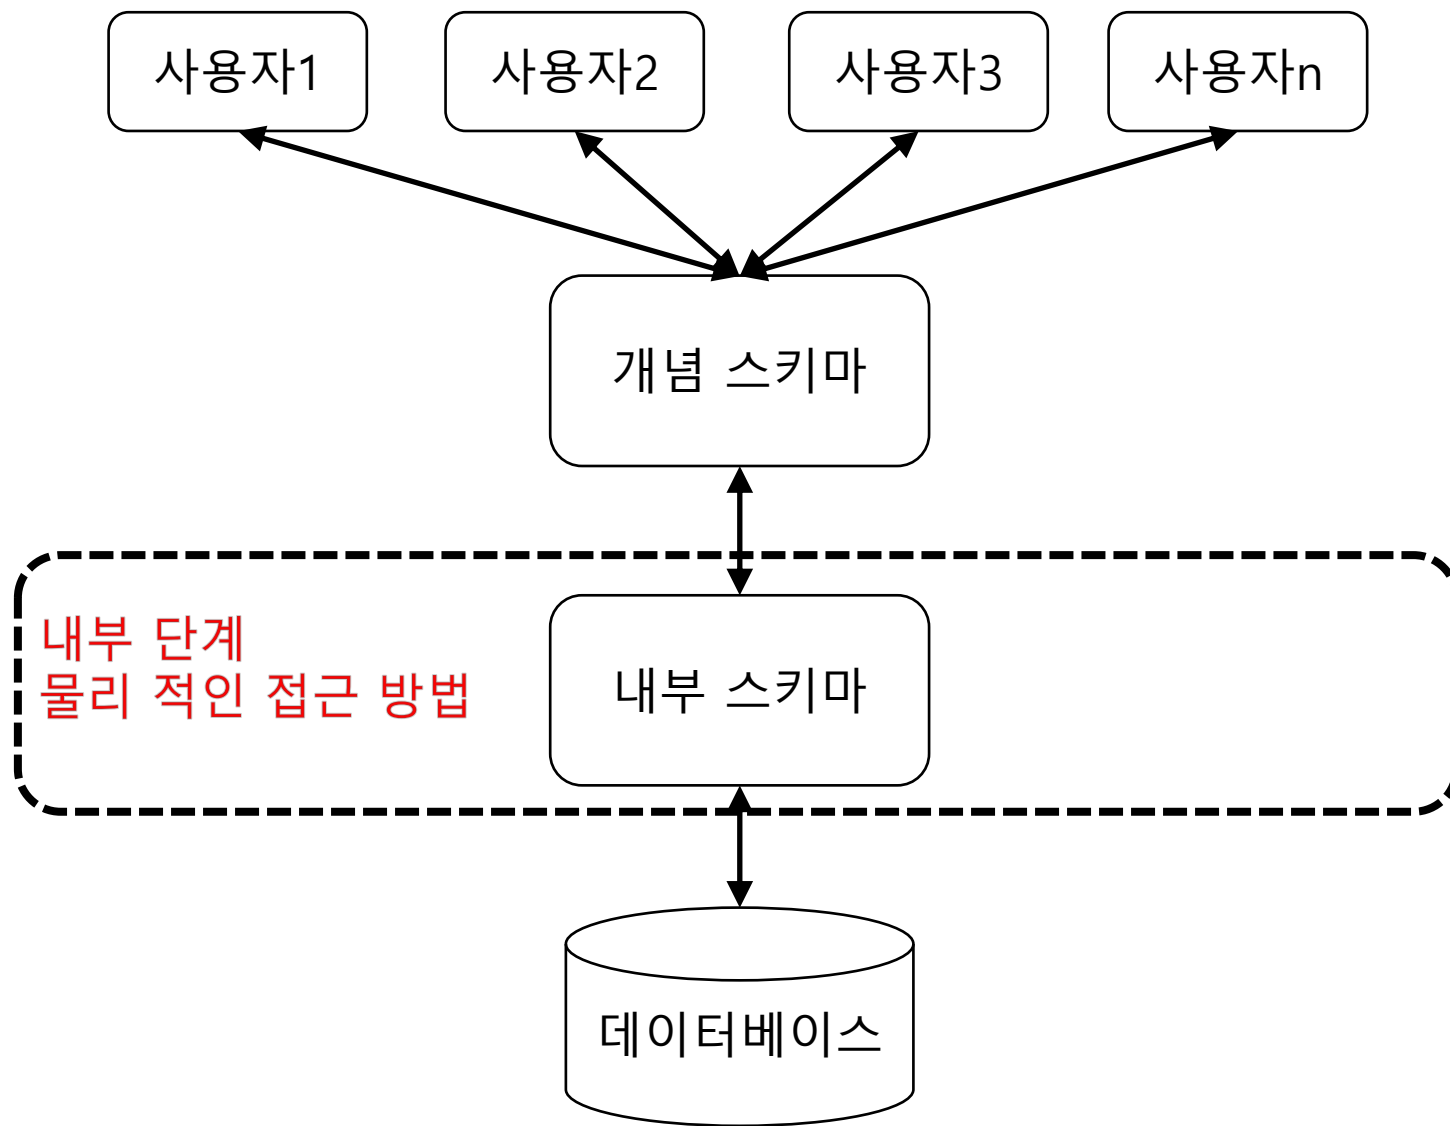 사용자1
사용자2
사용자3
사용자n
개념 스키마
내부 단계
물리 적인 접근 방법
내부 스키마
데이터베이스